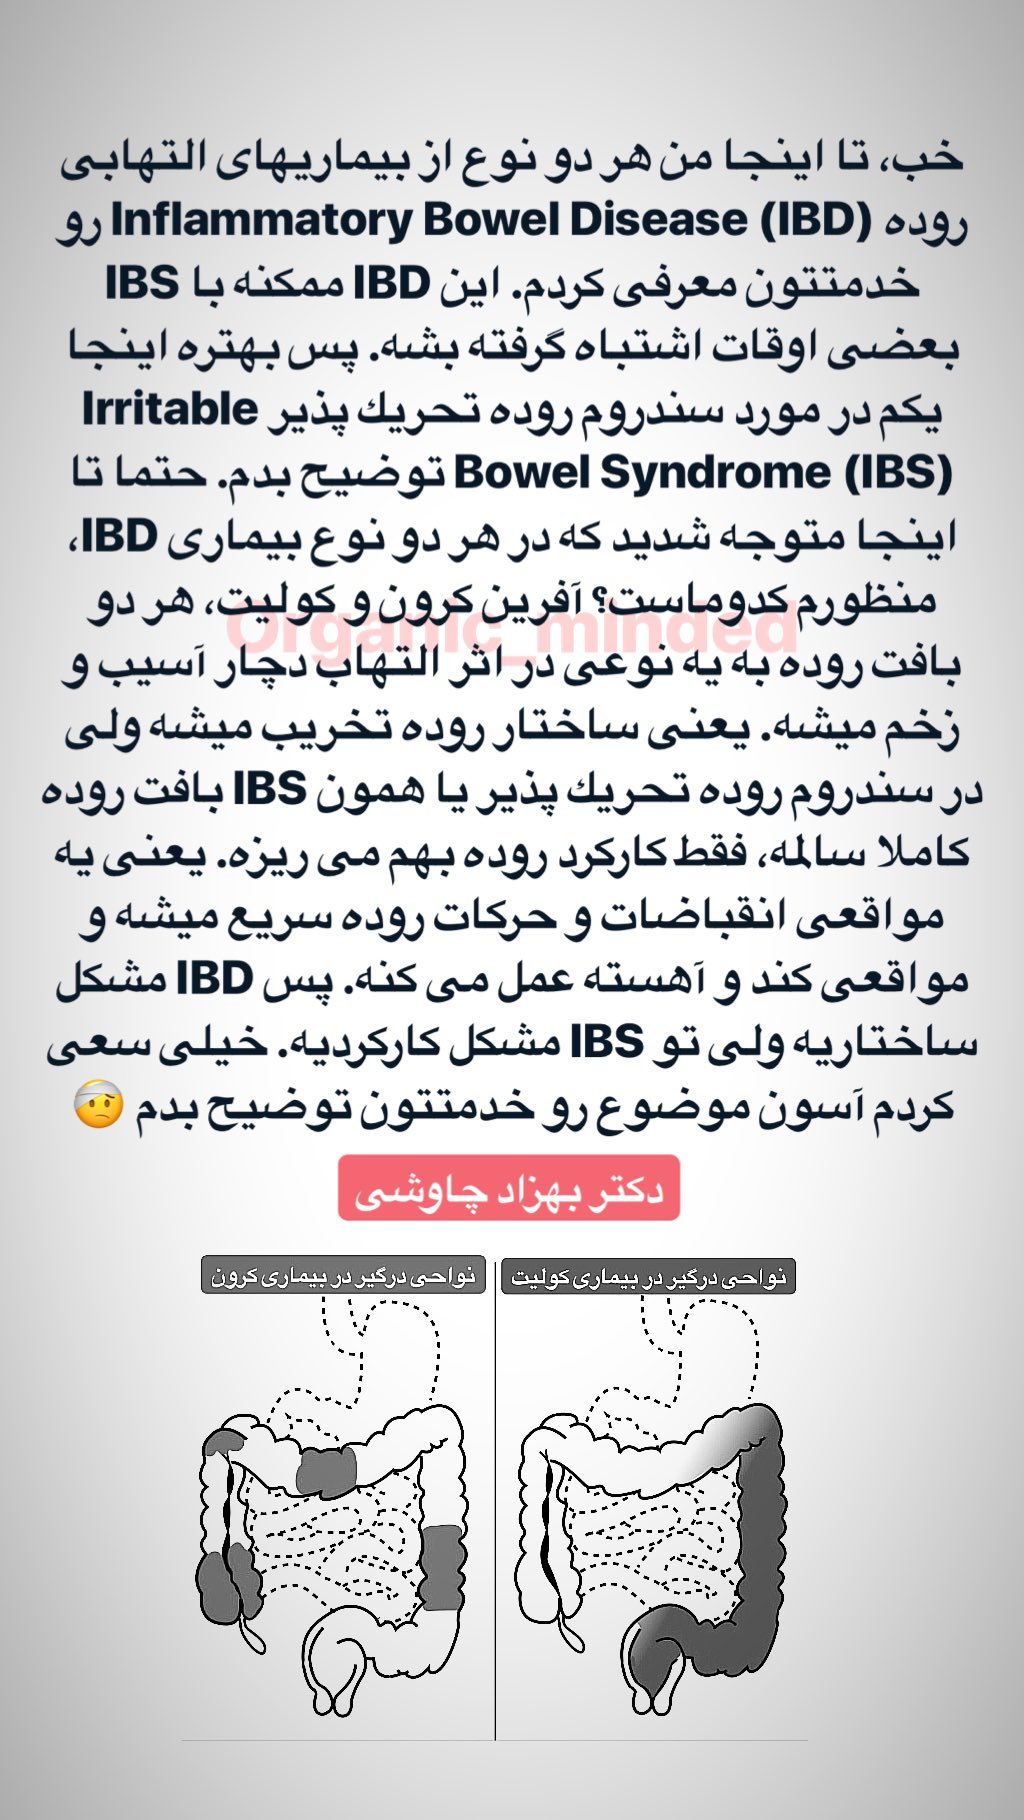 خب، تا اینجا من هر دو نوع از بیماریهای التهابی
روده Inflammatory Bowel Disease (IBD) رو
خدمتتون معرفی کردم. این IBD ممکنه با IBS
بعضی اوقات اشتباه گرفته بشه. پس بهتره اینجا
یکم در مورد سندروم روده تحريك پذیر Irritable
Bowel Syndrome (IBS) توضیح بدم. حتما تا
اینجا متوجه شدید که در هر دو نوع بیماری IBD،
منظورم کدوماست؟ آفرین کرون و کولیت، هر دو
Organic_minded
بافت روده به یه نوعی در اثر التهاب دچار آسیب و
زخم میشه. یعنی ساختار روده تخریب میشه ولی
در سندروم روده تحريك پذیر یا همون IBS بافت روده
کاملا سالمه، فقط کارکرد روده بهم می ریزه. یعنی یه
مواقعی انقباضات و حرکات روده سریع میشه و
مواقعی کند و آهسته عمل می کنه. پس IBD مشکل
ساختاریه ولی تو IBS مشکل کارکردیه. خیلی سعی
کردم آسون موضوع رو خدمتتون توضیح بدم 🤕
دکتر بهزاد چاوشی
نواحی درگیر در بیماری کولیت
نواحی درگیر در بیماری کرون